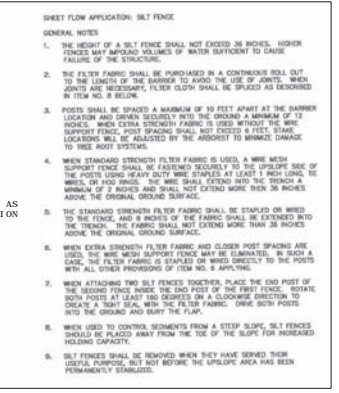 SHEET FLOW APPLICATION: SILT FENCE
GENERAL NOTES
1. THE HEIGHT OF A SILT FENCE SHALL NOT EXCEED 36 INCHES. HIGHER
FENCES MAY IMPOUND VOLUMES OF WATER SUFFICIENT TO CAUSE
FAILURE OF THE STRUCTURE.
2. THE FILTER FABRIC SHALL BE PURCHASED IN A CONTINUOUS ROLL CUT
TO THE LENGTH OF THE BARRIER TO AVOID THE USE OF JOINTS. WHEN
JOINTS ARE NECESSARY, FILTER CLOTH SHALL BE SPLICED AS DESCRIBED
IN ITEM NO. 8 BELOW.
3. POSTS SHALL BE SPACED A MAXIMUM OF 10 FEET APART AT THE BARRIER
LOCATION AND DRIVEN SECURELY INTO THE GROUND A MINIMUM OF 12
INCHES. WHEN EXTRA STRENGTH FABRIC IS USED WITHOUT THE WIRE
SUPPORT FENCE, POST SPACING SHALL NOT EXCEED 6 FEET. STAKE
LOCATIONS WILL BE ADJUSTED BY THE ARBORIST TO MINIMIZE DAMAGE
TO TREE ROOT SYSTEMS.
4. WHEN STANDARD STRENGTH FILTER FABRIC IS USED, A WIRE MESH
SUPPORT FENCE SHALL BE FASTENED SECURELY TO THE UPSLOPE SIDE OF
THE POSTS USING HEAVY DUTY WIRE STAPLES AT LEAST 1 INCH LONG, TIE
WIRES, OR HOG RINGS. THE WIRE SHALL EXTEND INTO THE TRENCH A
MINIMUM OF 2 INCHES AND SHALL NOT EXTEND MORE THEN 36 INCHES
ABOVE THE ORIGINAL GROUND SURFACE.
AS
ION
5. THE STANDARD STRENGTH FILTER FABRIC SHALL BE STAPLED OR WIRED
TO THE FENCE, AND 8 INCHES OF THE FABRIC SHALL BE EXTENDED INTO
THE TRENCH. THE FABRIC SHALL NOT EXTEND MORE THAN 36 INCHES
ABOVE THE ORIGINAL GROUND SURFACE.
6. WHEN EXTRA STRENGTH FILTER FABRIC AND CLOSER POST SPACING ARE
USED, THE WIRE MESH SUPPORT FENCE MAY BE ELIMINATED. IN SUCH A
CASE, THE FILTER FABRIC IS STAPLED OR WIRED DIRECTLY TO THE POSTS
WITH ALL OTHER PROVISIONS OF ITEM NO. 6 APPLYING.
7. WHEN ATTACHING TWO SILT FENCES TOGETHER, PLACE THE END POST OF
THE SECOND FENCE INSIDE THE END POST OF THE FIRST FENCE. ROTATE
BOTH POSTS AT LEAST 180 DEGREES ON A CLOCKWISE DIRECTION TO
CREATE A TIGHT SEAL WITH THE FILTER FABRIC. DRIVE BOTH POSTS
INTO THE GROUND AND BURY THE FLAP.
8. WHEN USED TO CONTROL SEDIMENTS FROM A STEEP SLOPE, SILT FENCES
SHOULD BE PLACED AWAY FROM THE TOE OF THE SLOPE FOR INCREASED
HOLDING CAPACITY.
9. SILT FENCES SHALL BE REMOVED WHEN THEY HAVE SERVED THEIR
USEFUL PURPOSE, BUT NOT BEFORE THE UPSLOPE AREA HAS BEEN
PERMANENTLY STABILIZED.